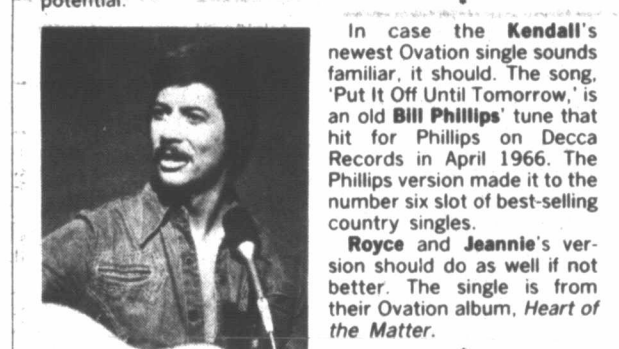 potential.
In case the Kendall's
newest Ovation single sounds
familiar, it should. The song,
'Put It Off Until Tomorrow,' is
an old Bill Phillips' tune that
hit for Phillips on Decca
Records in April 1966. The
Phillips version made it to the
number six slot of best-selling
country singles.
Royce and Jeannie's ver-
sion should do as well if not
better. The single is from
their Ovation album, Heart of
the Matter.